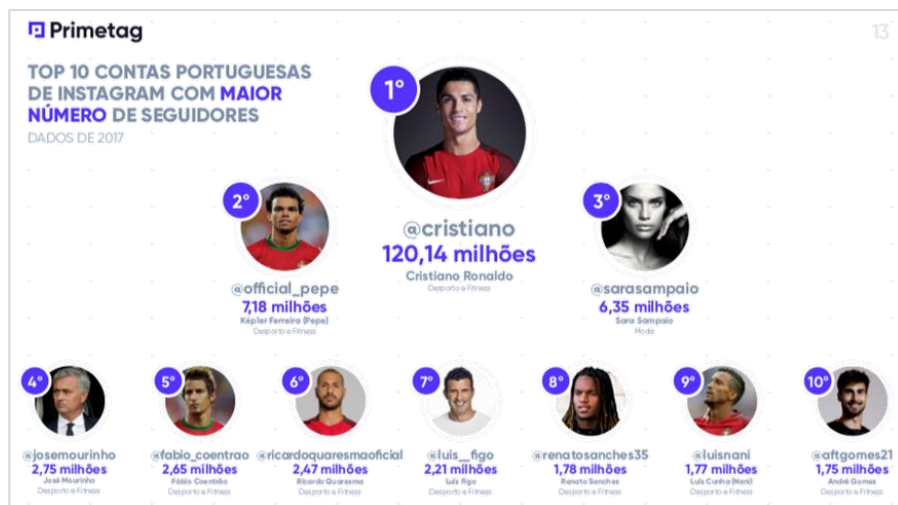 Primetag
13
TOP 10 CONTAS PORTUGUESAS
DE INSTAGRAM COM MAIOR
NÚMERO DE SEGUIDORES
DADOS DE 2017
1º
@cristiano
120,14 milhões
Cristiano Ronaldo
Desporto e Fitness
2º
@official_pepe
7,18 milhões
Képler Ferreira (Pepe)
Desporto e Fitness
3º
@sarasampaio
6,35 milhões
Sara Sampaio
Moda
4º
@josemourinho
2,75 milhões
José Mourinho
Desporto e Fitness
5º
@fabio_coentrao
2,65 milhões
Fábio Coentrão
Desporto e Fitness
6º
@ricardoquaresmaoficial
2,47 milhões
Ricardo Quaresma
Desporto e Fitness
7º
@luis__figo
2,21 milhões
Luís Figo
Desporto e Fitness
8º
@renatosanches35
1,78 milhões
Renato Sanches
Desporto e Fitness
9º
@luisnani
1,77 milhões
Luís Cunha (Nani)
Desporto e Fitness
10º
@aftgomes21
1,75 milhões
André Gomes
Desporto e Fitness